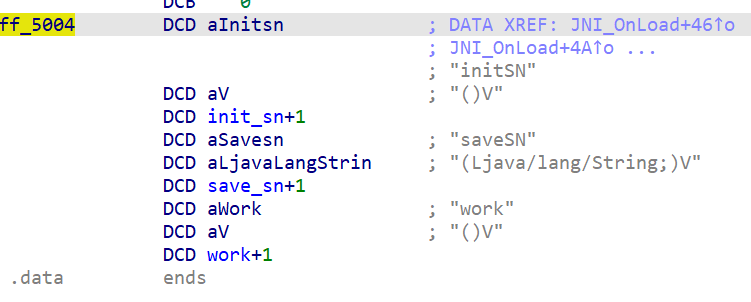 DCB 0
ff_5004 DCD aInitsn ; DATA XREF: JNI_OnLoad+46↑o
; JNI_OnLoad+4A↑o ...
; "initSN"
DCD aV ; "()V"
DCD init_sn+1
DCD aSavesn ; "saveSN"
DCD aLjavaLangStrin ; "(Ljava/lang/String;)V"
DCD save_sn+1
DCD aWork ; "work"
DCD aV ; "()V"
DCD work+1
.data ends